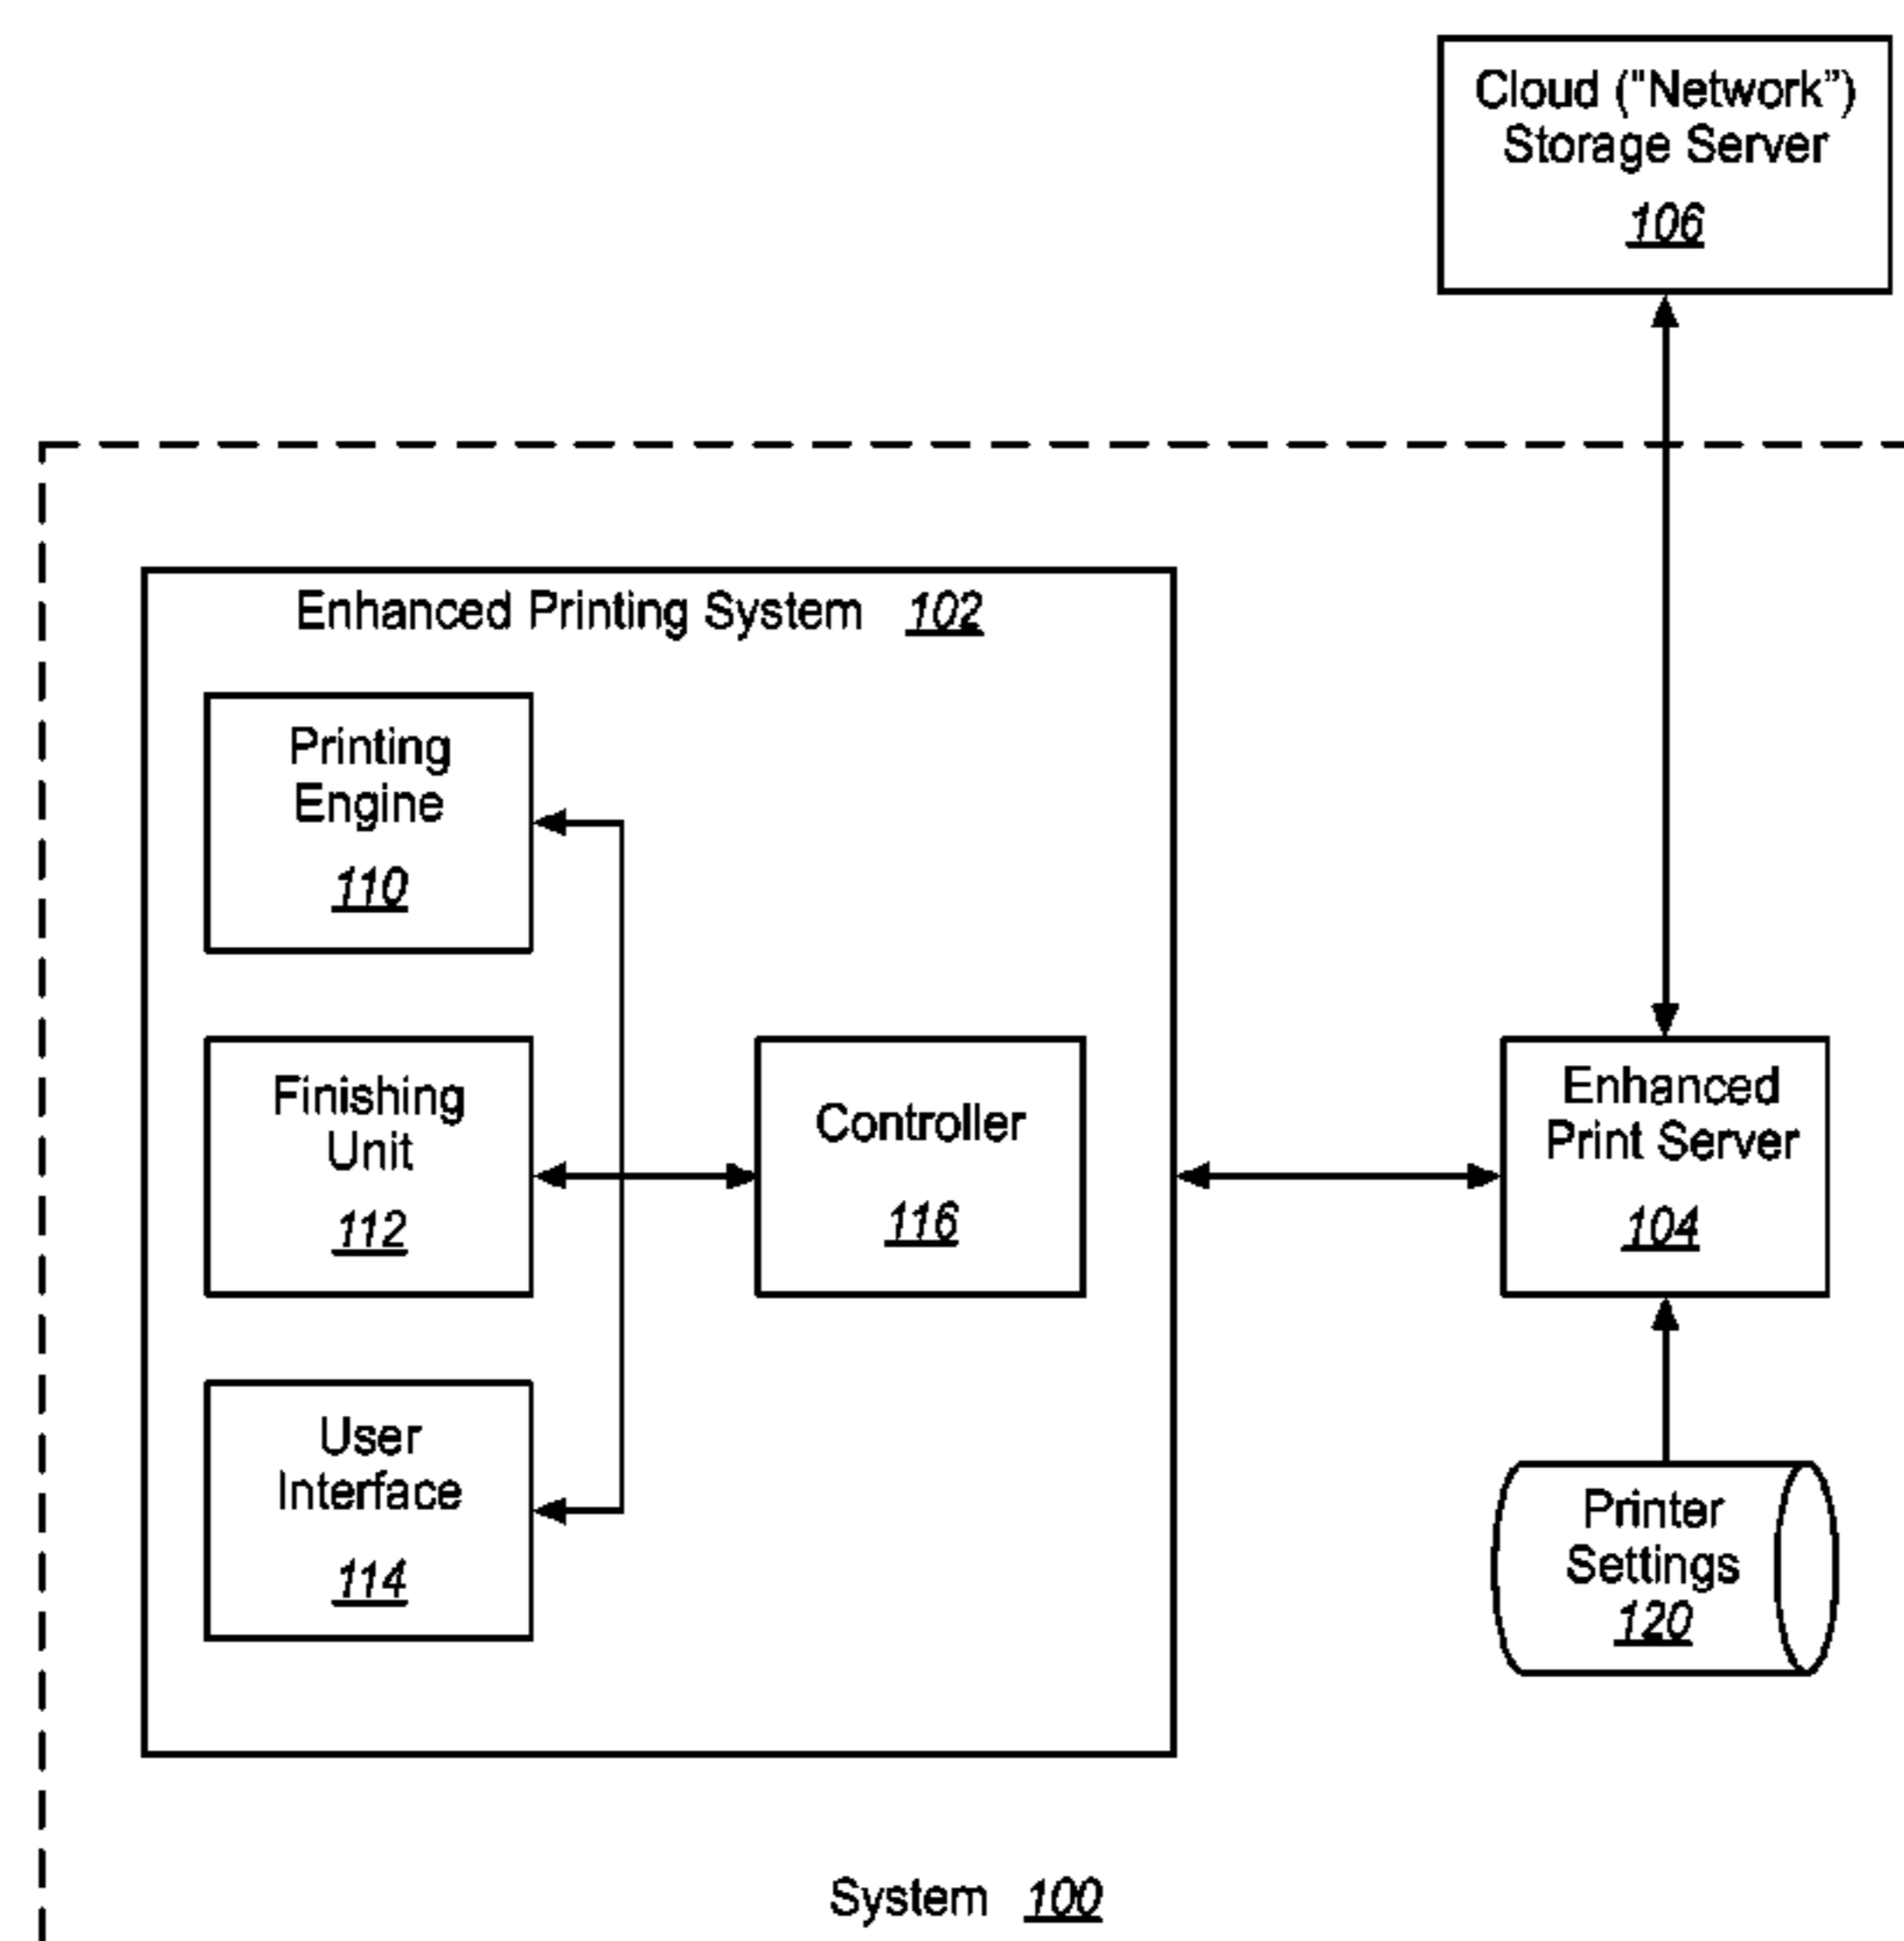 Cloud ("Network")
Storage Server
106
Enhanced Printing System 102
Printing
Engine
110
Finishing
Unit
112
Controller
116
Enhanced
Print Server
104
User
Interface
114
Printer
Settings
120
System 100